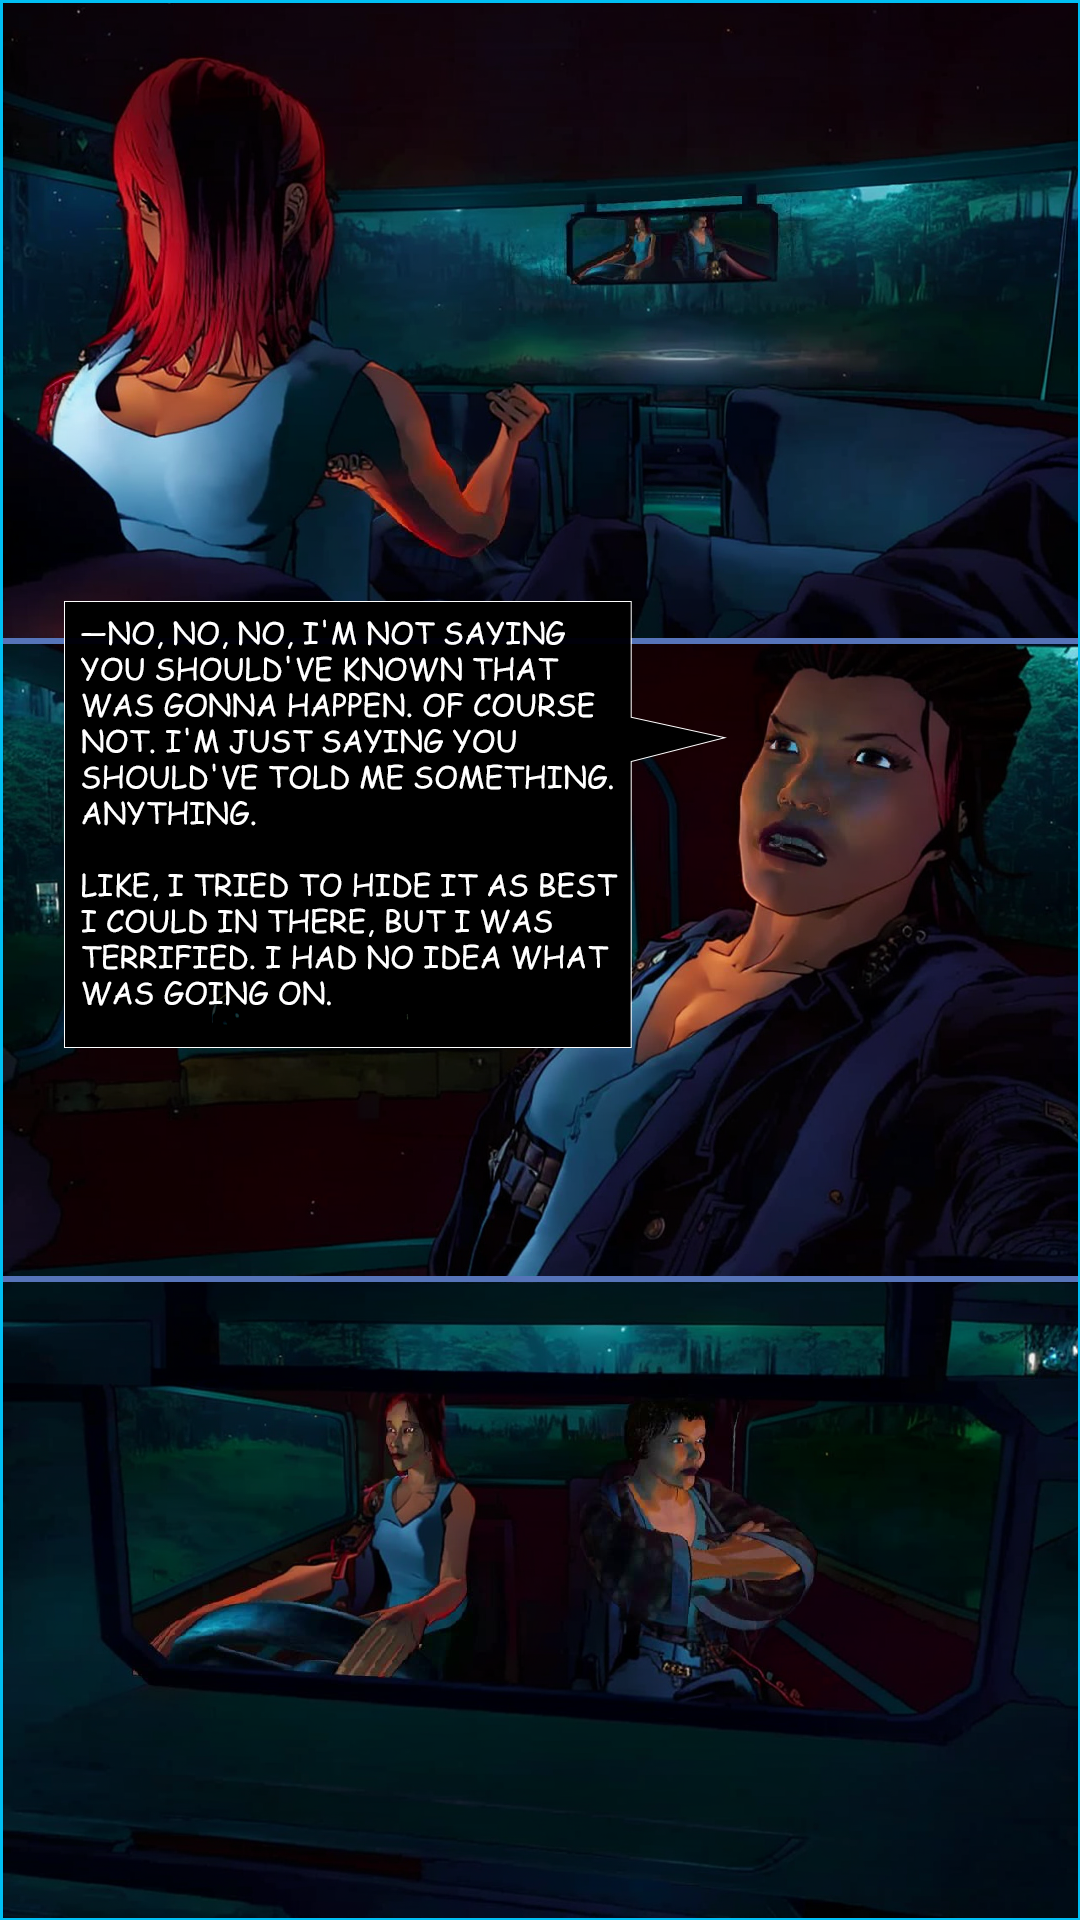 —NO, NO, NO, I'M NOT SAYING
YOU SHOULD'VE KNOWN THAT
WAS GONNA HAPPEN. OF COURSE
NOT. I'M JUST SAYING YOU
SHOULD'VE TOLD ME SOMETHING.
ANYTHING.
LIKE, I TRIED TO HIDE IT AS BEST
I COULD IN THERE, BUT I WAS
TERRIFIED. I HAD NO IDEA WHAT
WAS GOING ON.